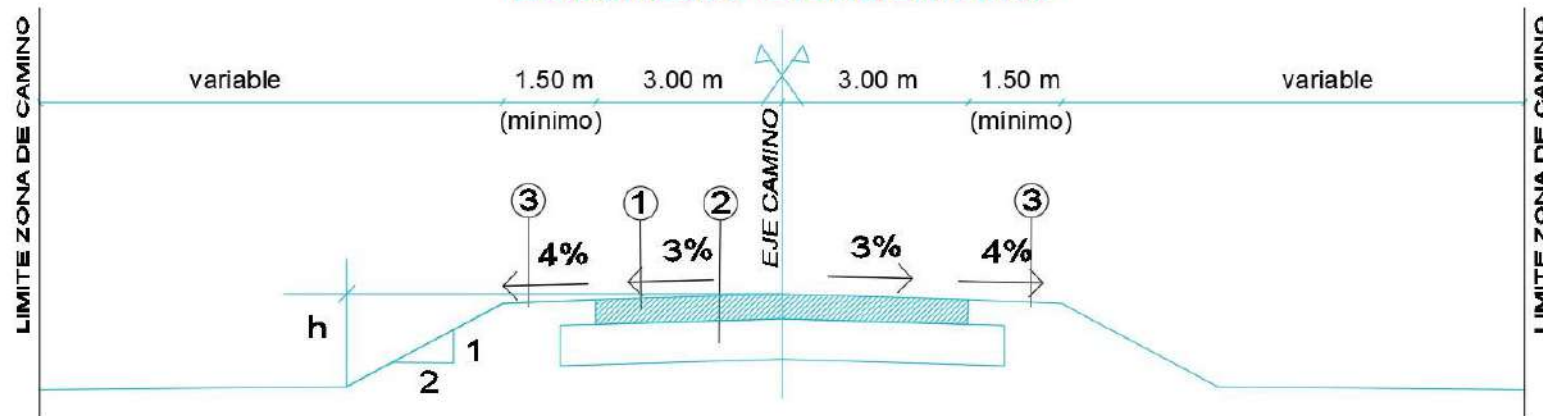 LIMITE ZONA DE CAMINO
variable
1.50 m
3.00 m
3.00 m
1.50 m
variable
(mínimo)
(mínimo)
EJE CAMINO
LIMITE ZONA DE CAMINO
3
1
2
3
4%
3%
3%
4%
h
1
2